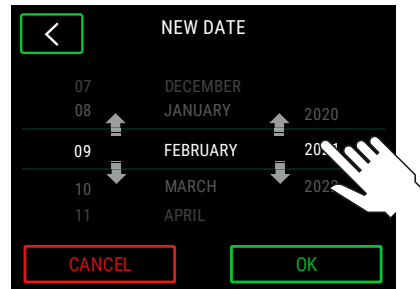 NEW DATE
07 DECEMBER
08 JANUARY 2020
09 FEBRUARY
10 MARCH
11 APRIL
CANCEL OK